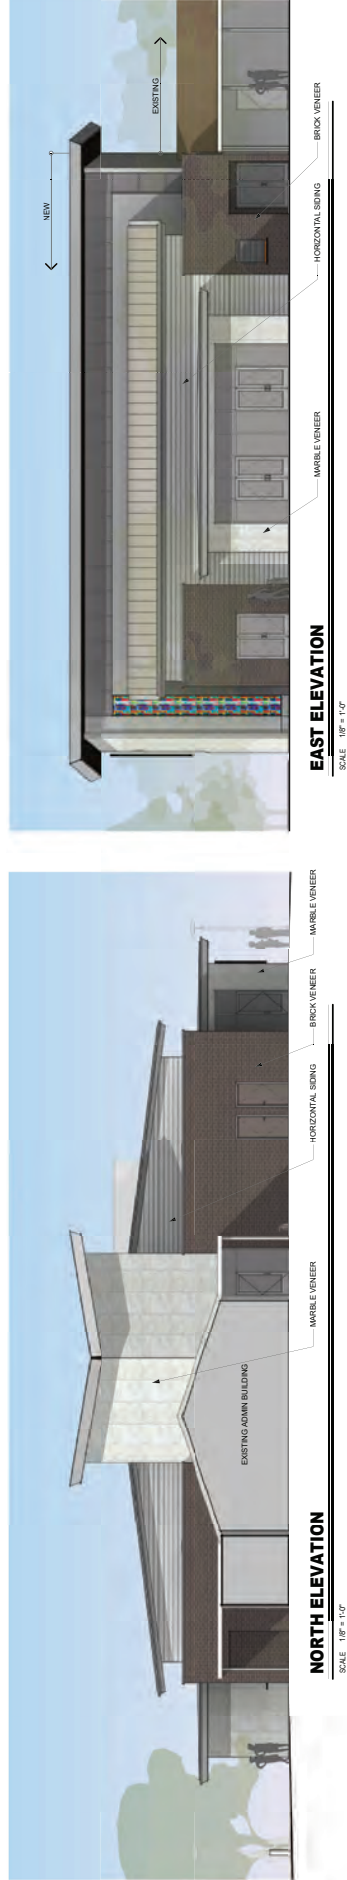 MARBLE VENEER
BRICK VENEER
HORIZONTAL SIDING
MARBLE VENEER
EXISTING ADMIN BUILDING
NORTH ELEVATION
SCALE 1/8" = 1'-0"
EXISTING
NEW
BRICK VENEER
HORIZONTAL SIDING
MARBLE VENEER
EAST ELEVATION
SCALE 1/8" = 1'-0"